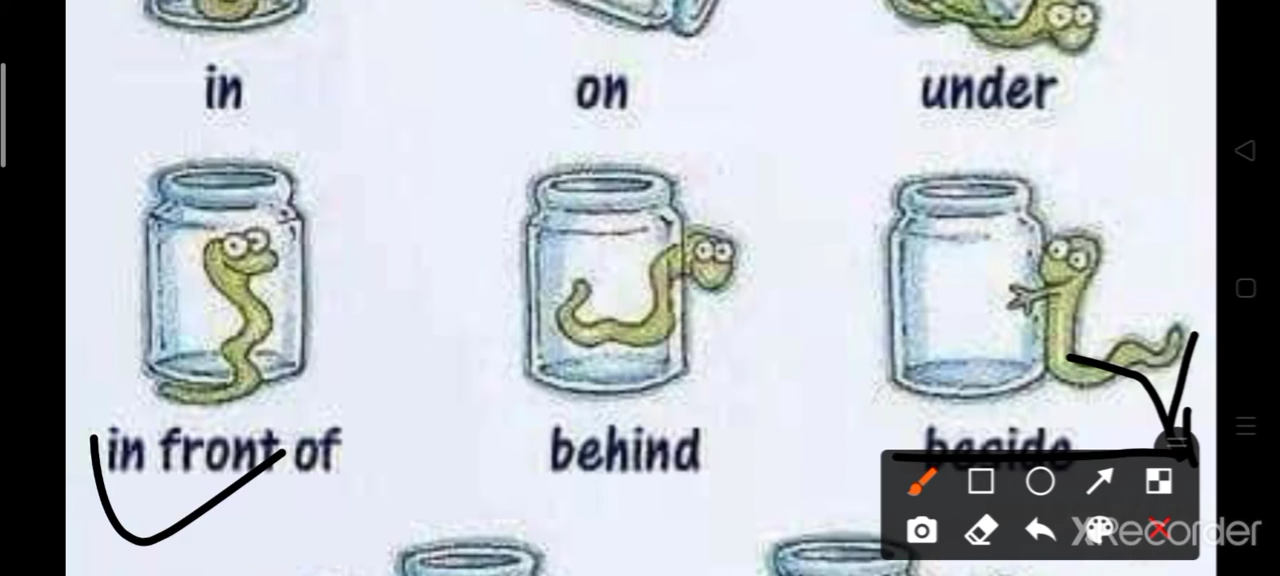 in on under
in front of behind beside
XRecorder